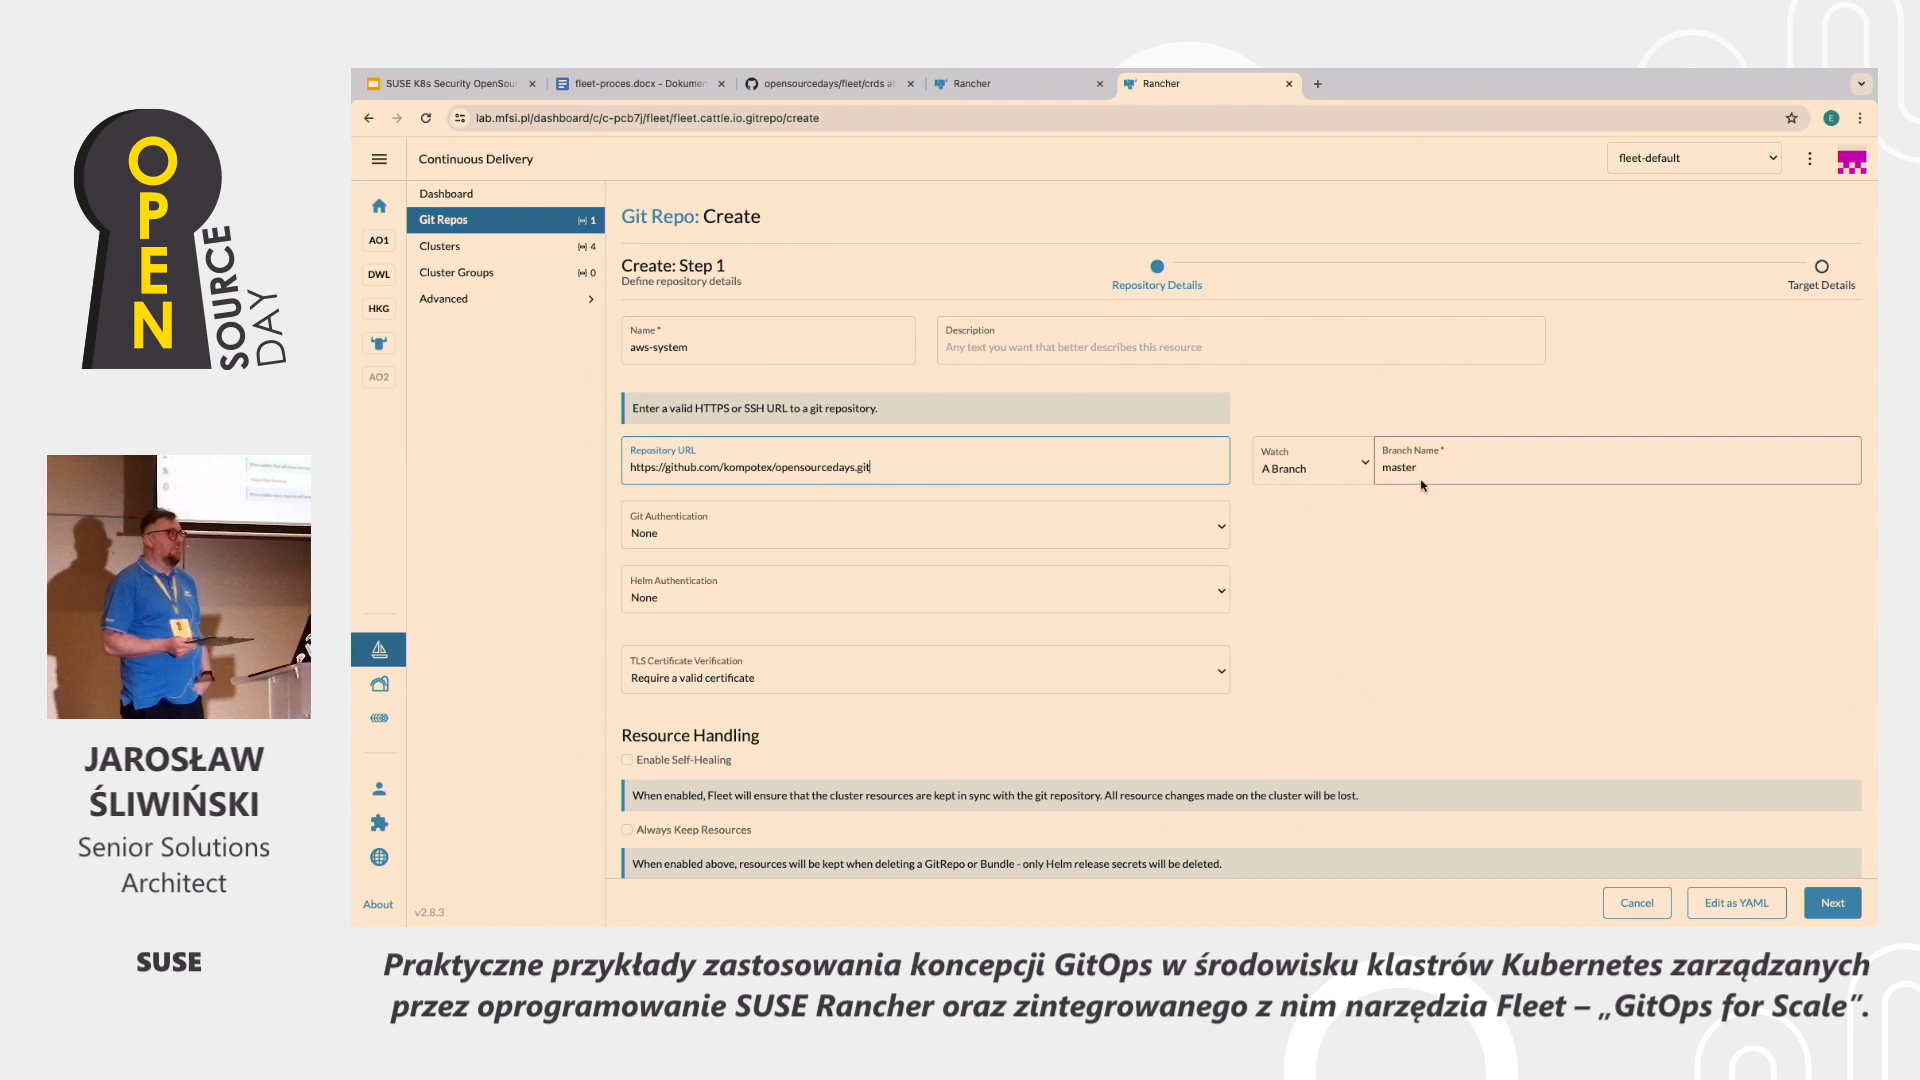 OPEN
SOURCE
DAY
JAROSŁAW
ŚLIWIŃSKI
Senior Solutions
Architect
SUSE
SUSE K8s Security OpenSour
fleet-proces.docx - Dokumen
opensourcedays/fleet/crds at
Rancher
Rancher
lab.mfsi.pl/dashboard/c/c-pcb7j/fleet/fleet.cattle.io.gitrepo/create
E
Continuous Delivery
fleet-default
AO1
DWL
HKG
AO2
About
Dashboard
Git Repos 1
Clusters 4
Cluster Groups 0
Advanced
v2.8.3
Git Repo: Create
Create: Step 1
Define repository details
Repository Details
Target Details
Name *
aws-system
Description
Any text you want that better describes this resource
Enter a valid HTTPS or SSH URL to a git repository.
Repository URL
https://github.com/kompotex/opensourcedays.git
Watch
A Branch
Branch Name *
master
Git Authentication
None
Helm Authentication
None
TLS Certificate Verification
Require a valid certificate
Resource Handling
Enable Self-Healing
When enabled, Fleet will ensure that the cluster resources are kept in sync with the git repository. All resource changes made on the cluster will be lost.
Always Keep Resources
When enabled above, resources will be kept when deleting a GitRepo or Bundle - only Helm release secrets will be deleted.
Cancel
Edit as YAML
Next
Praktyczne przykłady zastosowania koncepcji GitOps w środowisku klastrów Kubernetes zarządzanych
przez oprogramowanie SUSE Rancher oraz zintegrowanego z nim narzędzia Fleet – „GitOps for Scale”.